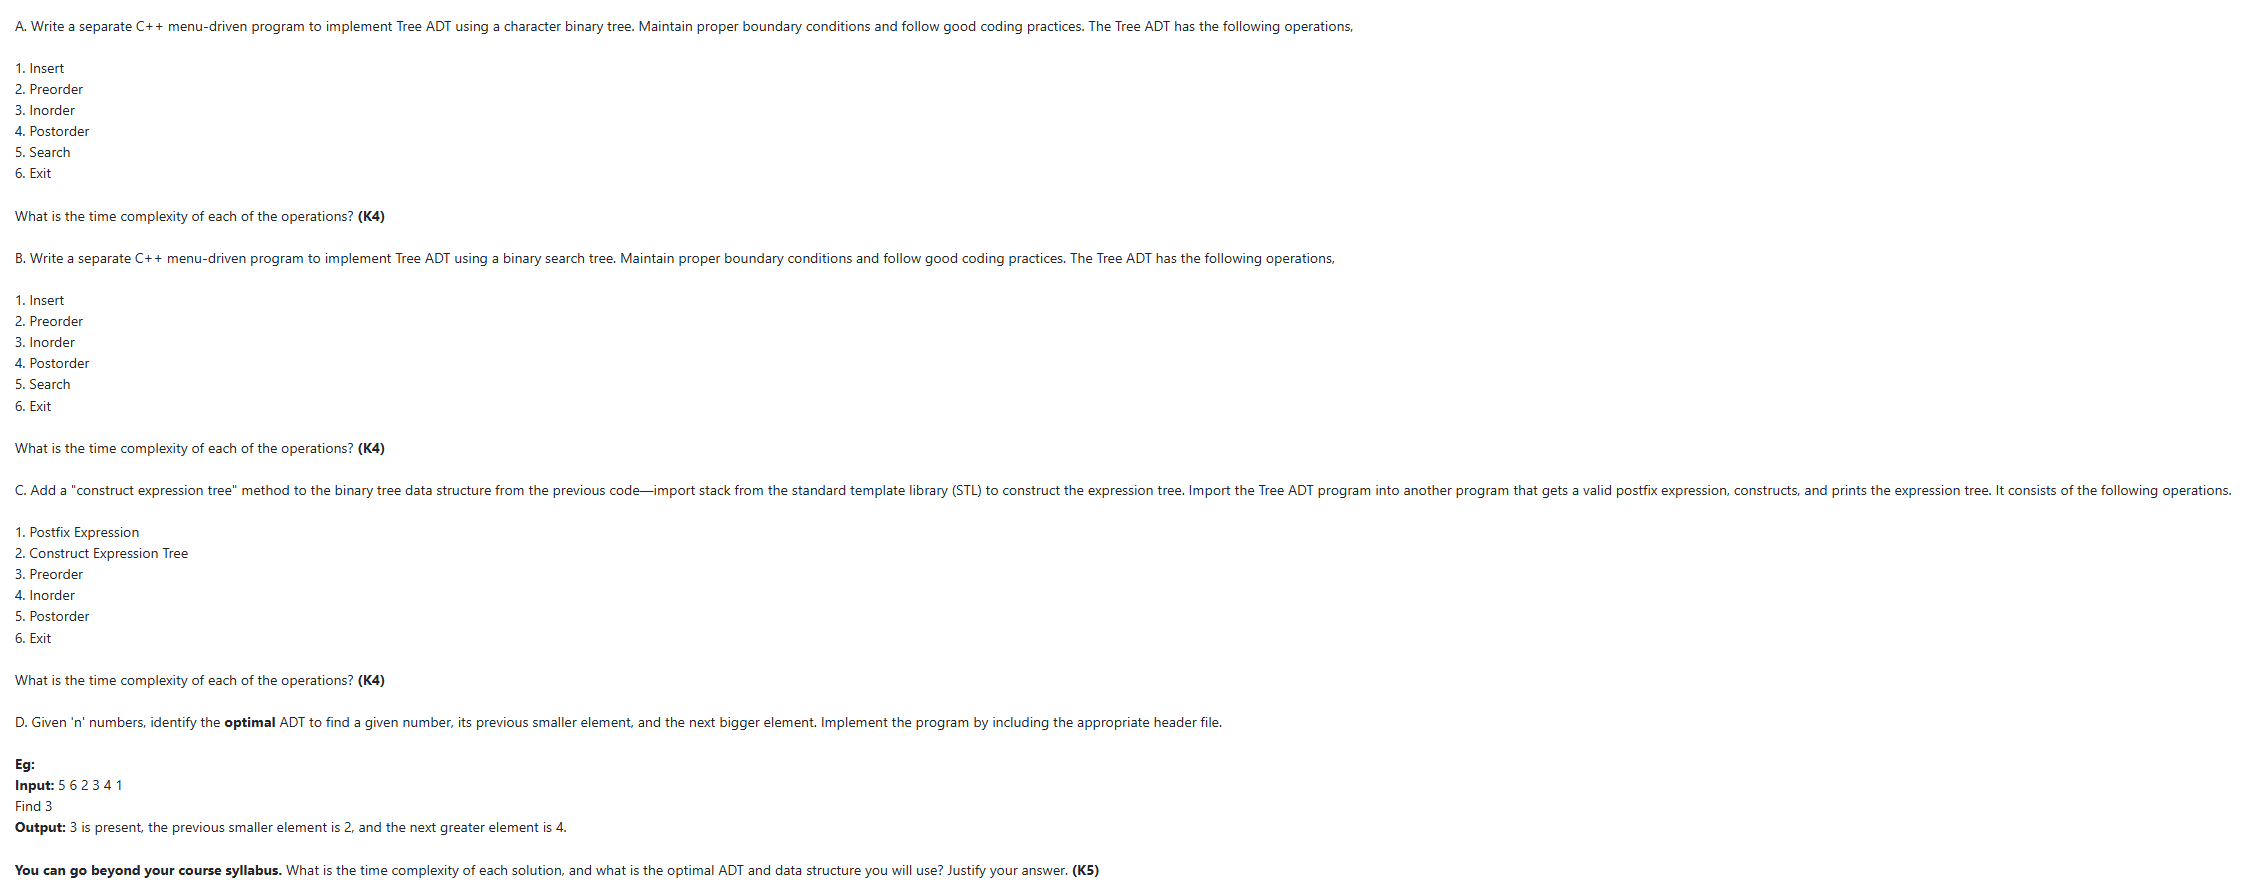 A. Write a separate C++ menu-driven program to implement Tree ADT using a character binary tree. Maintain proper boundary conditions and follow good coding practices. The Tree ADT has the following operations,
1. Insert
2. Preorder
3. Inorder
4. Postorder
5. Search
6. Exit
What is the time complexity of each of the operations? (K4)
B. Write a separate C++ menu-driven program to implement Tree ADT using a binary search tree. Maintain proper boundary conditions and follow good coding practices. The Tree ADT has the following operations,
1. Insert
2. Preorder
3. Inorder
4. Postorder
5. Search
6. Exit
What is the time complexity of each of the operations? (K4)
C. Add a "construct expression tree" method to the binary tree data structure from the previous code—import stack from the standard template library (STL) to construct the expression tree. Import the Tree ADT program into another program that gets a valid postfix expression, constructs, and prints the expression tree. It consists of the following operations.
1. Postfix Expression
2. Construct Expression Tree
3. Preorder
4. Inorder
5. Postorder
6. Exit
What is the time complexity of each of the operations? (K4)
D. Given 'n' numbers, identify the optimal ADT to find a given number, its previous smaller element, and the next bigger element. Implement the program by including the appropriate header file.
Eg:
Input: 5 6 2 3 4 1
Find 3
Output: 3 is present, the previous smaller element is 2, and the next greater element is 4.
You can go beyond your course syllabus. What is the time complexity of each solution, and what is the optimal ADT and data structure you will use? Justify your answer. (K5)